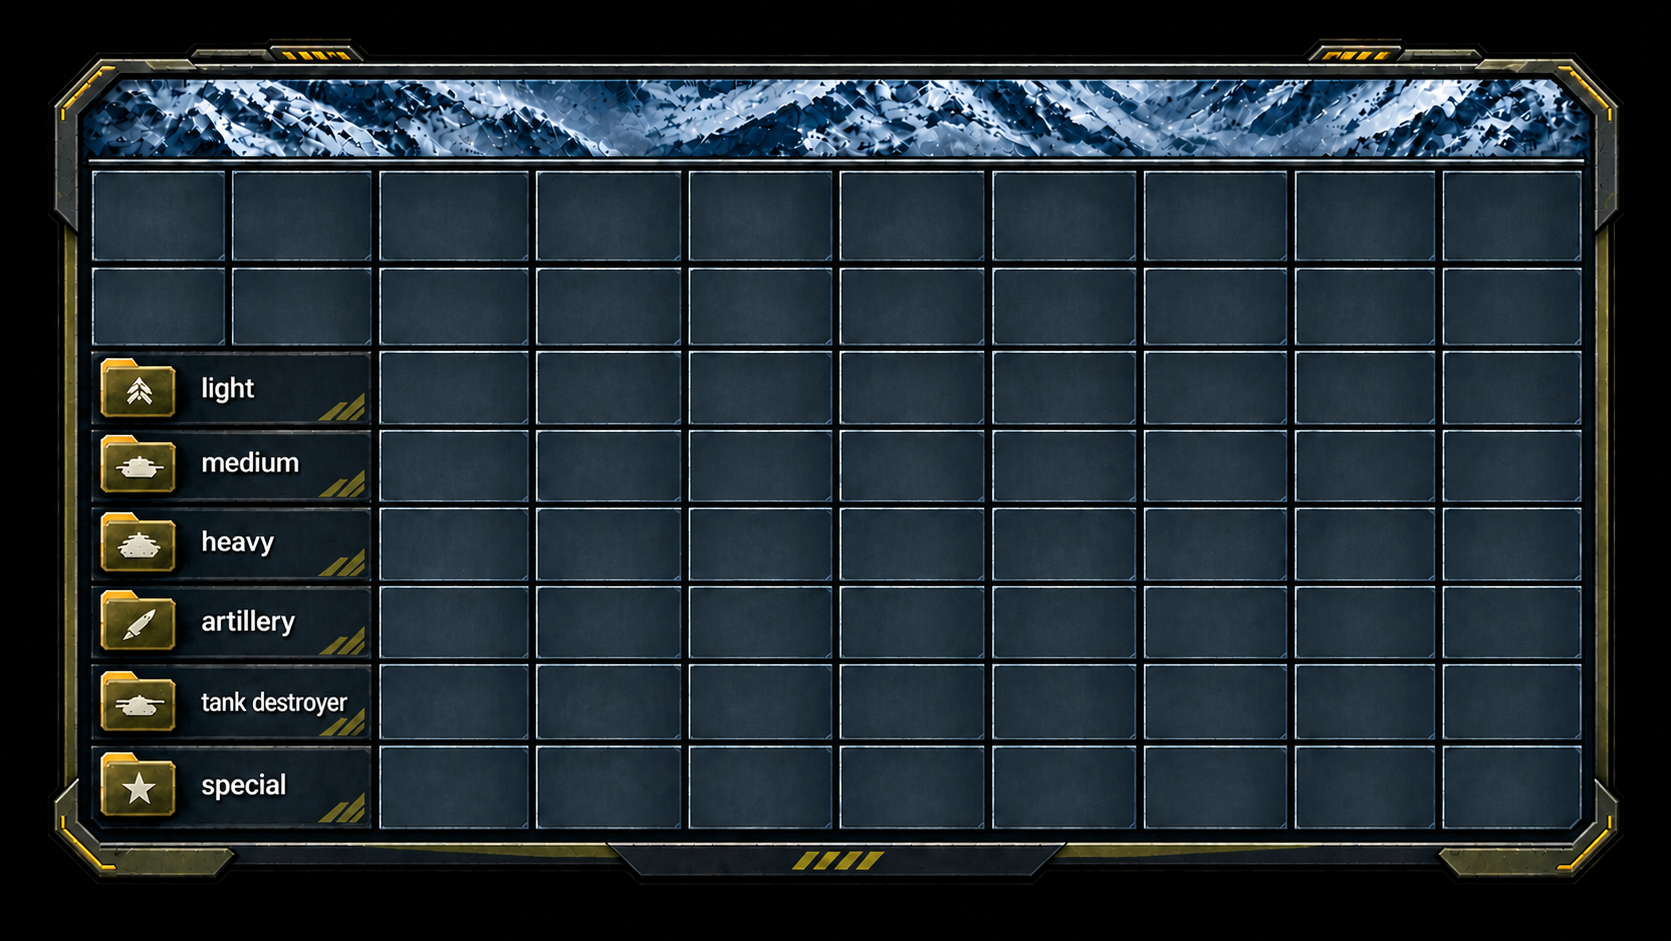 light
medium
heavy
artillery
tank destroyer
special